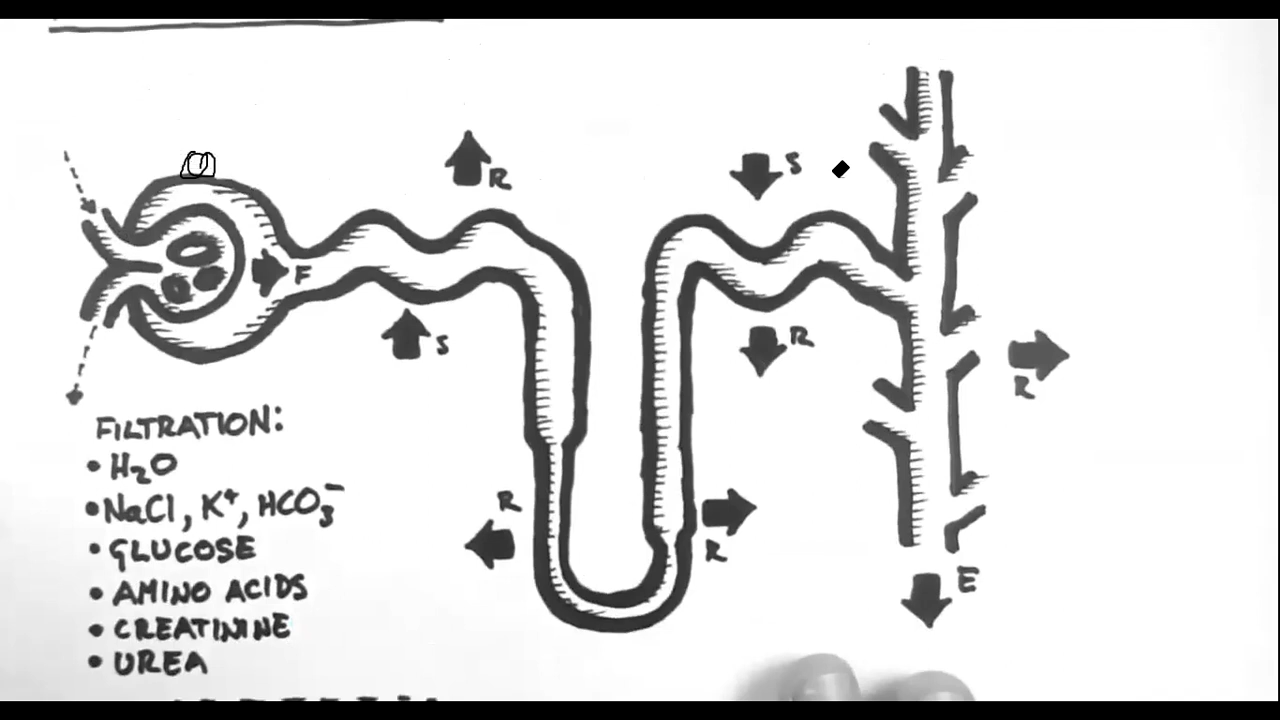 R
S
F
S
R
R
FILTRATION:
• H₂O
• NaCl, K⁺, HCO₃⁻
• GLUCOSE
• AMINO ACIDS
• CREATININE
• UREA
R
R
E